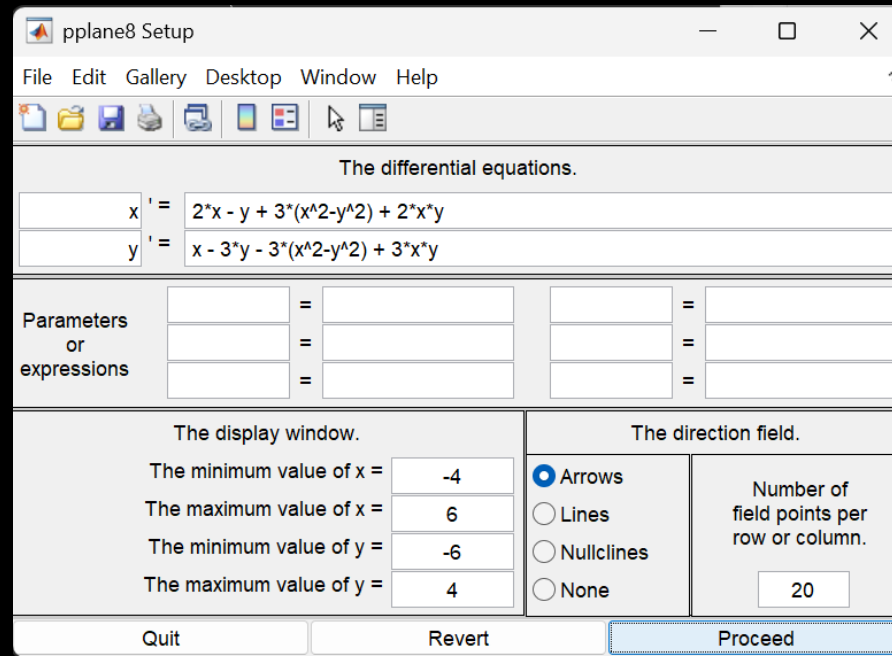 pplane8 Setup
File Edit Gallery Desktop Window Help
The differential equations.
x ' = 2*x - y + 3*(x^2-y^2) + 2*x*y
y ' = x - 3*y - 3*(x^2-y^2) + 3*x*y
Parameters
or
expressions
= =
= =
= =
The display window.
The minimum value of x = -4
The maximum value of x = 6
The minimum value of y = -6
The maximum value of y = 4
The direction field.
Arrows
Lines
Nullclines
None
Number of
field points per
row or column.
20
Quit Revert Proceed